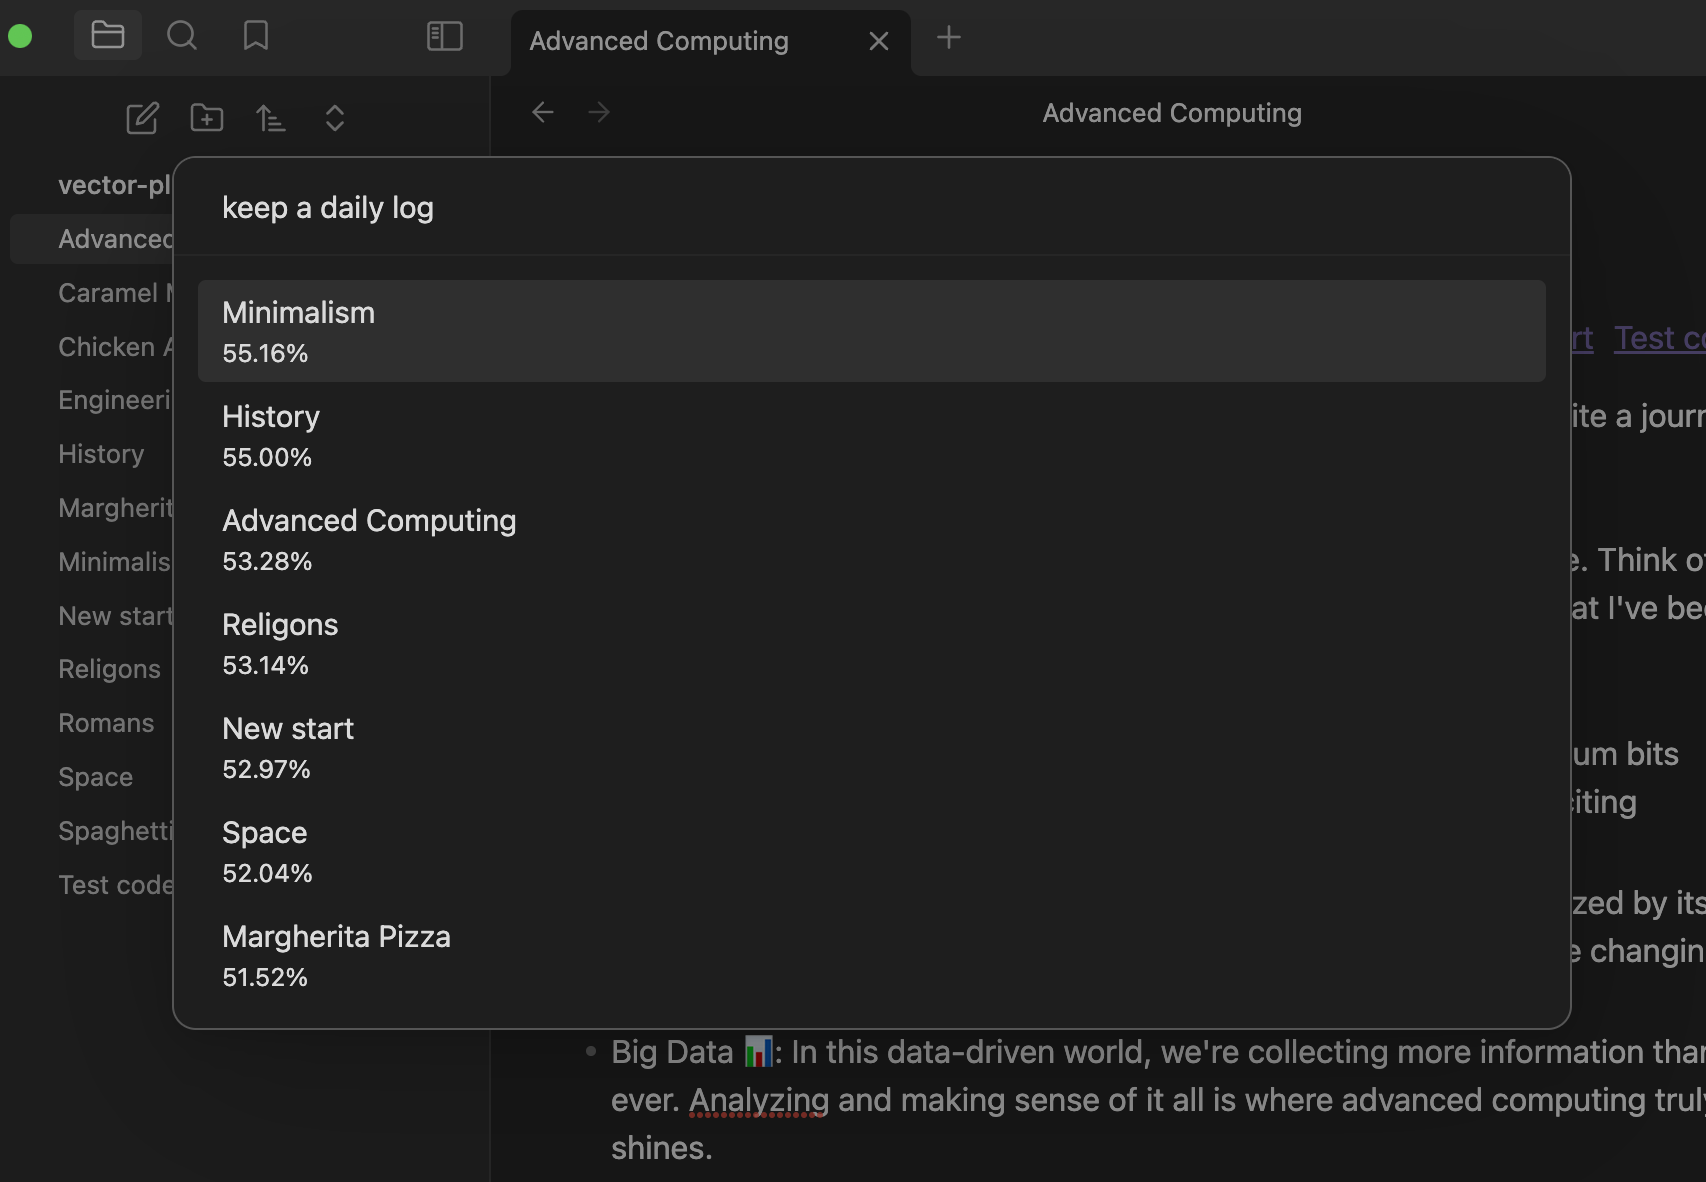 Advanced Computing
Advanced Computing
vector-pl
Advanced
Caramel
Chicken
Engineeri
History
Margherit
Minimalis
New start
Religons
Romans
Space
Spaghetti
Test code
keep a daily log
Minimalism
55.16%
History
55.00%
Advanced Computing
53.28%
Religons
53.14%
New start
52.97%
Space
52.04%
Margherita Pizza
51.52%
rt Test co
ite a journ
e. Think of
at I've bee
um bits
citing
zed by its
e changin
Big Data 📊: In this data-driven world, we're collecting more information than
ever. Analyzing and making sense of it all is where advanced computing truly
shines.